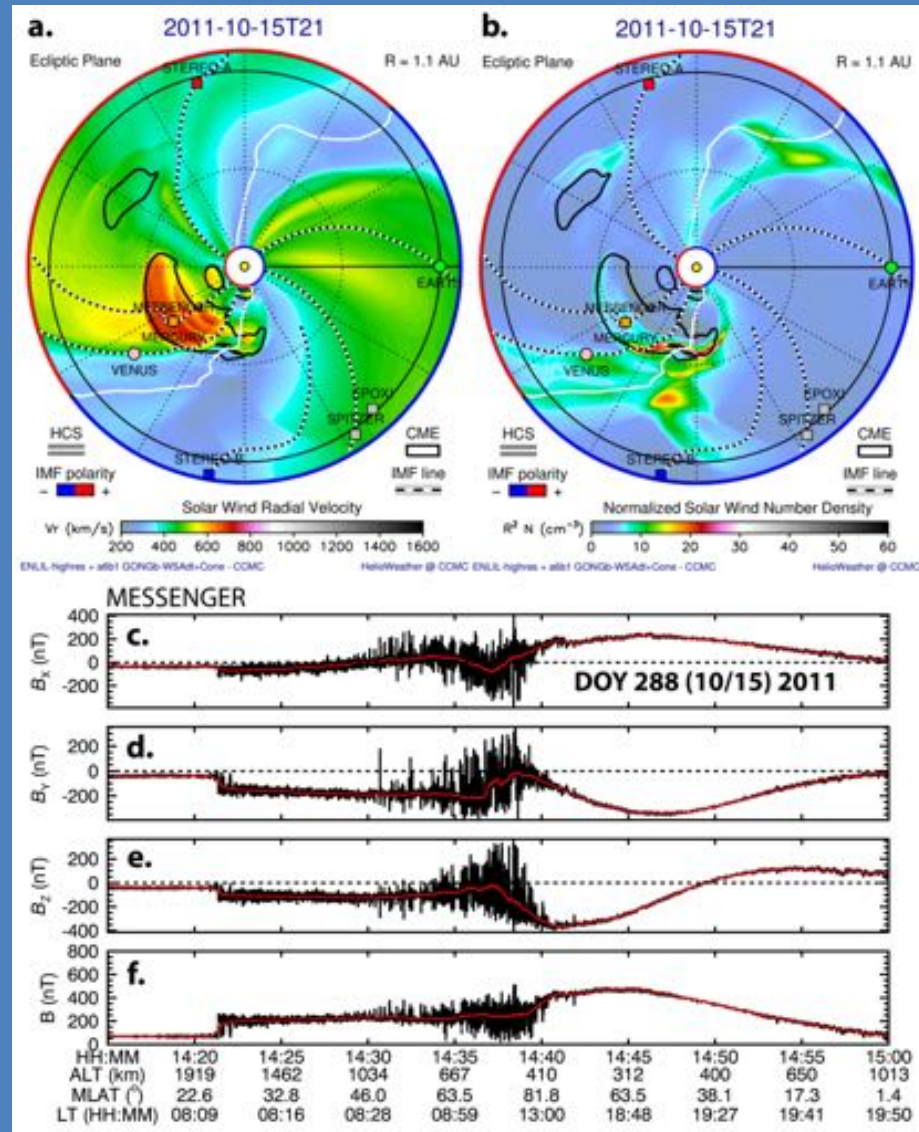 a. 2011-10-15T21
Ecliptic Plane R = 1.1 AU
STEREO A
EARTH
MESSENGER
MERCURY
VENUS
EPOXI
SPITZER
STEREO B
HCS
CME
IMF polarity
- +
IMF line
Solar Wind Radial Velocity
Vr (km/s)
200 400 600 800 1000 1200 1400 1600
ENLIL-highres + a6b1 GONGb-WSAdt+Cone - CCMC HelioWeather @ CCMC
b. 2011-10-15T21
Ecliptic Plane R = 1.1 AU
STEREO A
EARTH
MESSENGER
MERCURY
VENUS
EPOXI
SPITZER
STEREO B
HCS
CME
IMF polarity
- +
IMF line
Normalized Solar Wind Number Density
R² N (cm⁻³)
0 10 20 30 40 50 60
ENLIL-highres + a6b1 GONGb-WSAdt+Cone - CCMC HelioWeather @ CCMC
MESSENGER
c.
Bx (nT)
400
200
0
-200
DOY 288 (10/15) 2011
d.
BY (nT)
200
0
-200
e.
Bz (nT)
200
0
-200
-400
f.
B (nT)
800
600
400
200
0
HH:MM 14:20 14:25 14:30 14:35 14:40 14:45 14:50 14:55 15:00
ALT (km) 1919 1462 1034 667 410 312 400 650 1013
MLAT (°) 22.6 32.8 46.0 63.5 81.8 63.5 38.1 17.3 1.4
LT (HH:MM) 08:09 08:16 08:28 08:59 13:00 18:48 19:27 19:41 19:50